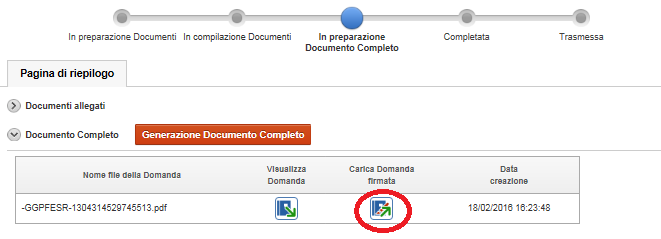 In preparazione Documenti In compilazione Documenti In preparazione Completata Trasmessa
Documento Completo
Pagina di riepilogo
Documenti allegati
Documento Completo Generazione Documento Completo
Nome file della Domanda Visualizza Domanda Carica Domanda firmata Data creazione
-GGPFESR-1304314529745513.pdf 18/02/2016 16:23:48